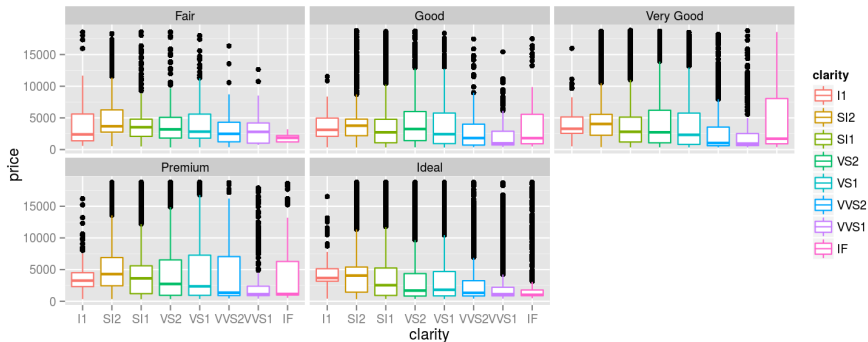 Fair Good Very Good
15000
10000
5000
0
Premium Ideal
15000
10000
5000
0
I1 SI2 SI1 VS2 VS1 VVS2 VVS1 IF I1 SI2 SI1 VS2 VS1 VVS2 VVS1 IF
clarity
price
clarity
I1
SI2
SI1
VS2
VS1
VVS2
VVS1
IF